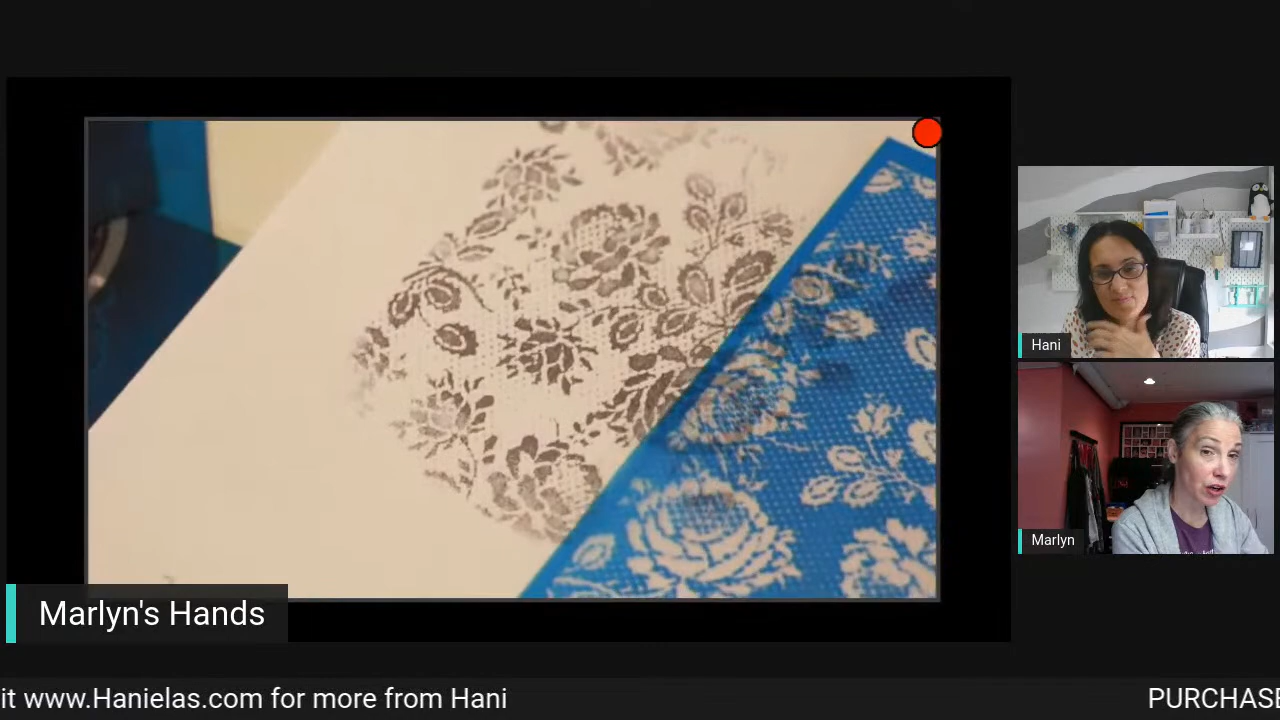 Hani
Marlyn
Marlyn's Hands
it www.Hanielas.com for more from Hani
PURCHASE